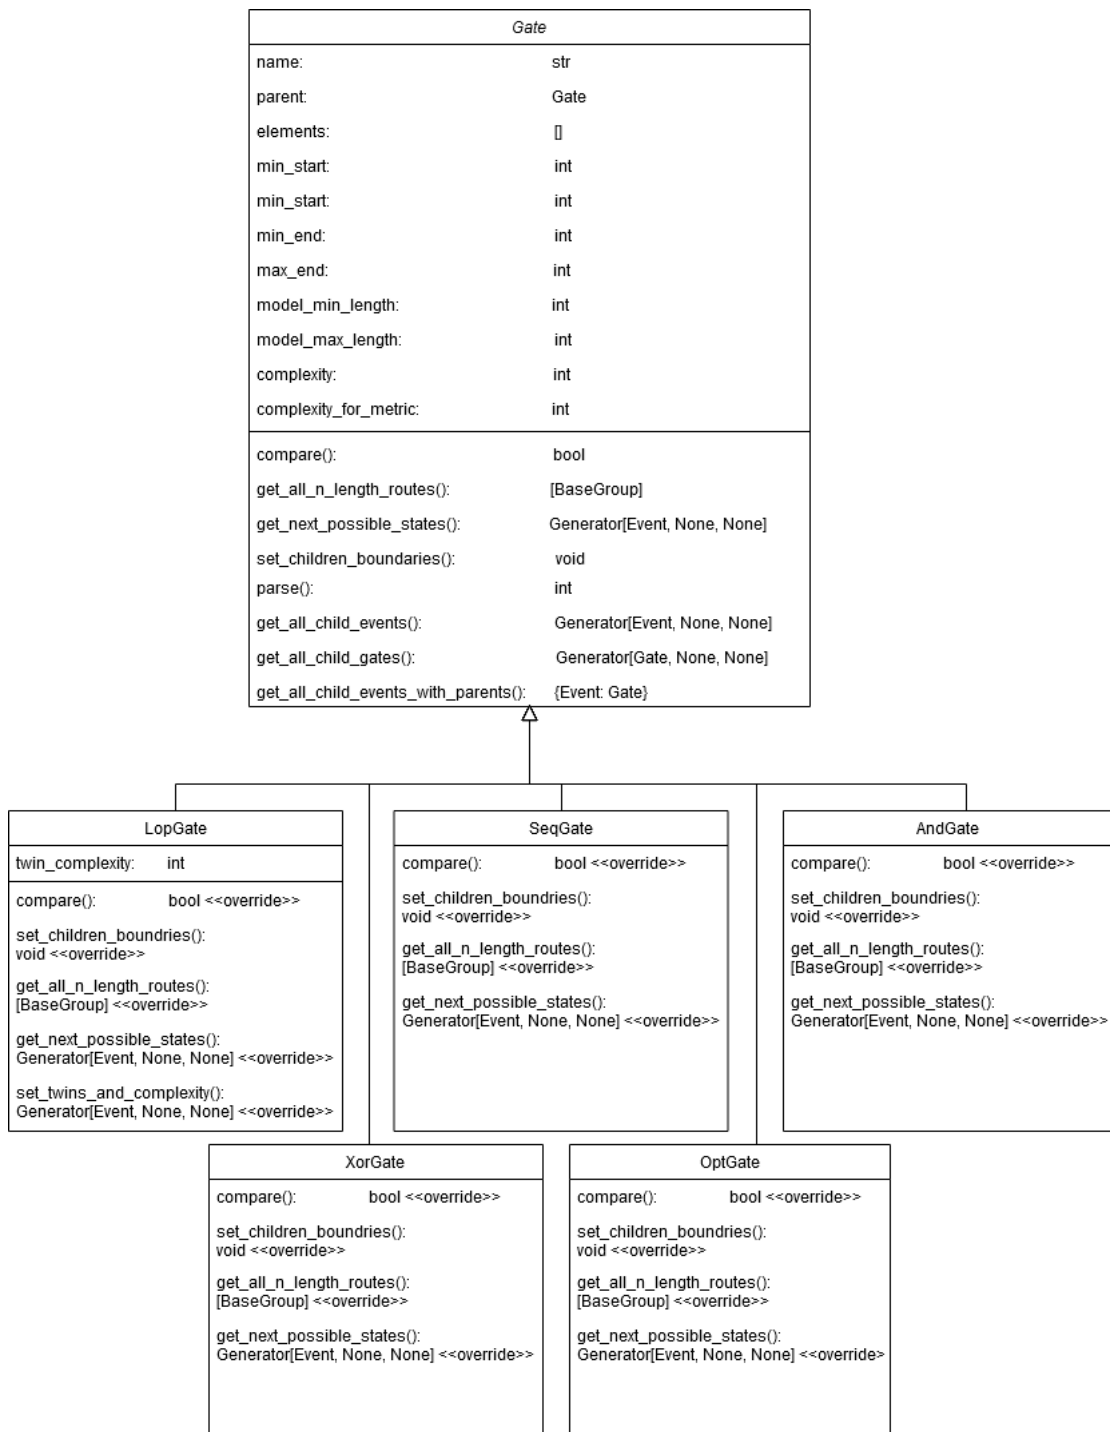 Gate
name: str
parent: Gate
elements: []
min_start: int
min_start: int
min_end: int
max_end: int
model_min_length: int
model_max_length: int
complexity: int
complexity_for_metric: int
compare(): bool
get_all_n_length_routes(): [BaseGroup]
get_next_possible_states(): Generator[Event, None, None]
set_children_boundaries(): void
parse(): int
get_all_child_events(): Generator[Event, None, None]
get_all_child_gates(): Generator[Gate, None, None]
get_all_child_events_with_parents(): {Event: Gate}
LopGate
twin_complexity: int
compare(): bool <<override>>
set_children_boundries():
void <<override>>
get_all_n_length_routes():
[BaseGroup] <<override>>
get_next_possible_states():
Generator[Event, None, None] <<override>>
set_twins_and_complexity():
Generator[Event, None, None] <<override>>
SeqGate
compare(): bool <<override>>
set_children_boundries():
void <<override>>
get_all_n_length_routes():
[BaseGroup] <<override>>
get_next_possible_states():
Generator[Event, None, None] <<override>>
AndGate
compare(): bool <<override>>
set_children_boundries():
void <<override>>
get_all_n_length_routes():
[BaseGroup] <<override>>
get_next_possible_states():
Generator[Event, None, None] <<override>>
XorGate
compare(): bool <<override>>
set_children_boundries():
void <<override>>
get_all_n_length_routes():
[BaseGroup] <<override>>
get_next_possible_states():
Generator[Event, None, None] <<override>>
OptGate
compare(): bool <<override>>
set_children_boundries():
void <<override>>
get_all_n_length_routes():
[BaseGroup] <<override>>
get_next_possible_states():
Generator[Event, None, None] <<override>